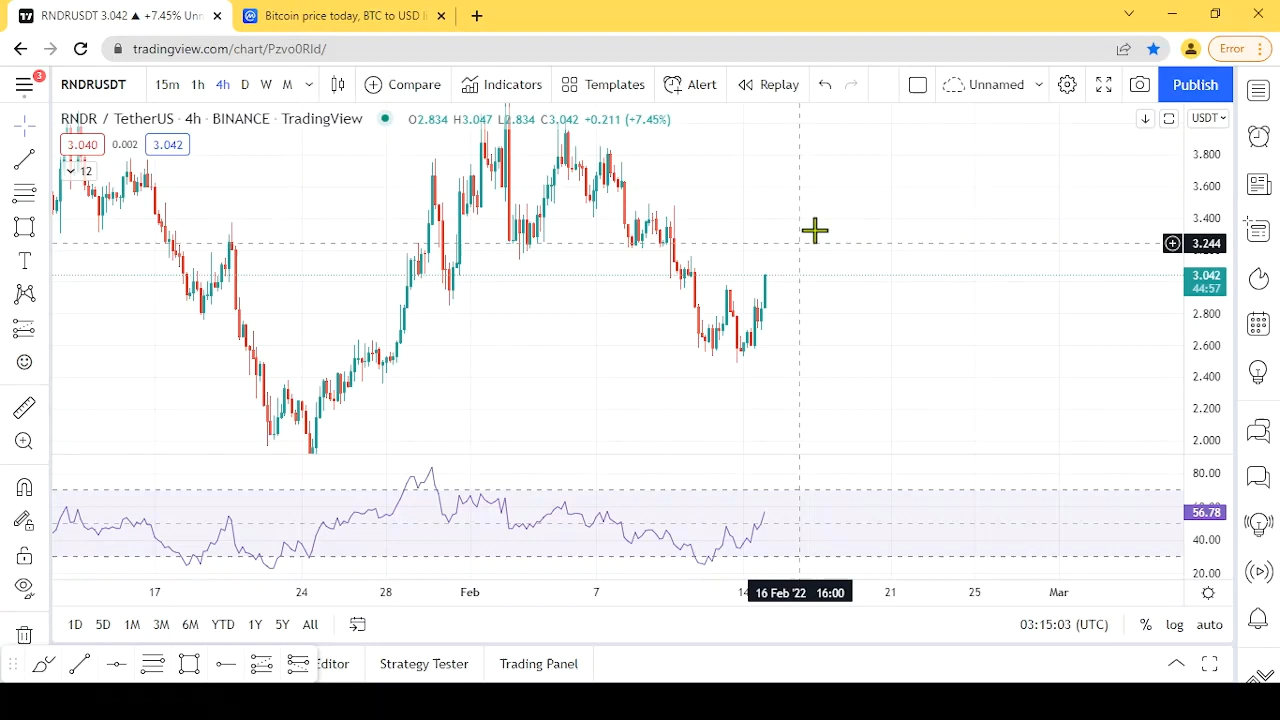 RNDRUSDT 3.042 ▲ +7.45% Unn
Bitcoin price today, BTC to USD li
tradingview.com/chart/Pzvo0RId/
Error
3
RNDRUSDT 15m 1h 4h D W M Compare Indicators Templates Alert Replay Unnamed Publish
RNDR / TetherUS · 4h · BINANCE · TradingView O2.834 H3.047 L2.834 C3.042 +0.211 (+7.45%)
USDT
3.040 0.002 3.042
12
3.800
3.600
3.400
3.244
3.042
44:57
2.800
2.600
2.400
2.200
2.000
80.00
56.78
40.00
20.00
17 24 28 Feb 7 14 16 Feb '22 16:00 21 25 Mar
1D 5D 1M 3M 6M YTD 1Y 5Y All 03:15:03 (UTC) % log auto
Editor Strategy Tester Trading Panel